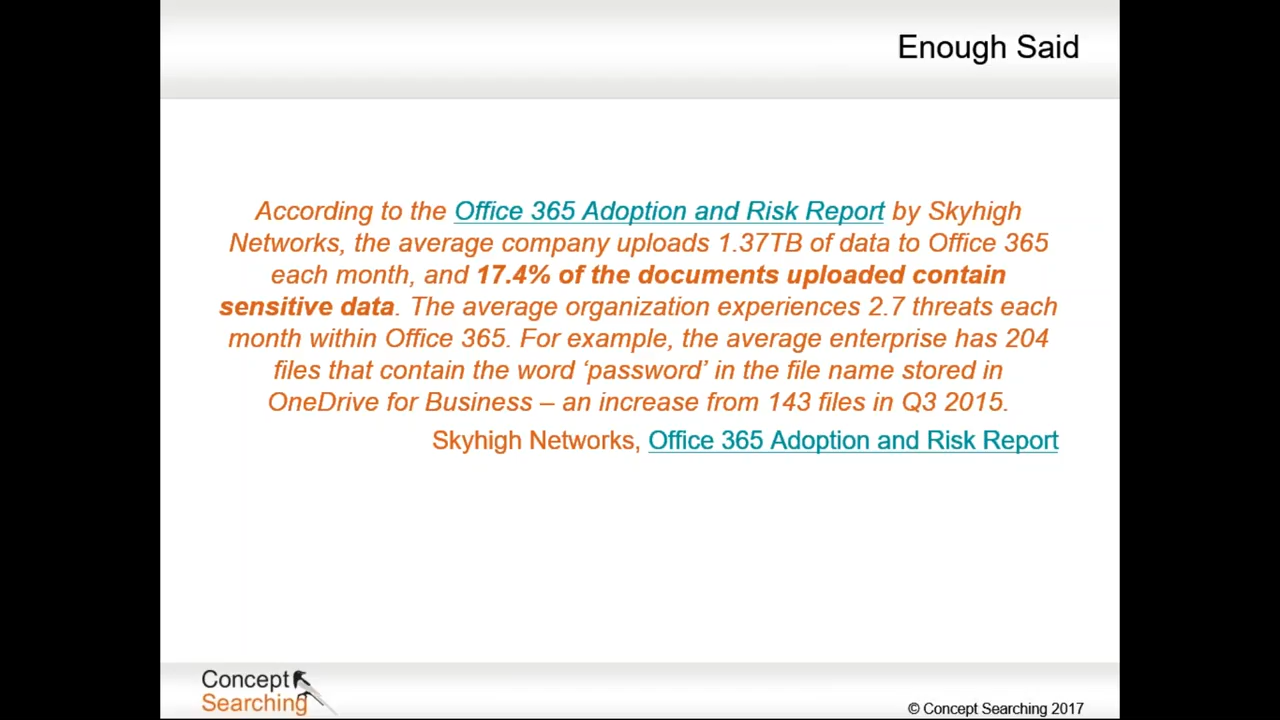 Enough Said
According to the Office 365 Adoption and Risk Report by Skyhigh
Networks, the average company uploads 1.37TB of data to Office 365
each month, and 17.4% of the documents uploaded contain
sensitive data. The average organization experiences 2.7 threats each
month within Office 365. For example, the average enterprise has 204
files that contain the word ‘password’ in the file name stored in
OneDrive for Business – an increase from 143 files in Q3 2015.
Skyhigh Networks, Office 365 Adoption and Risk Report
Concept
Searching
© Concept Searching 2017